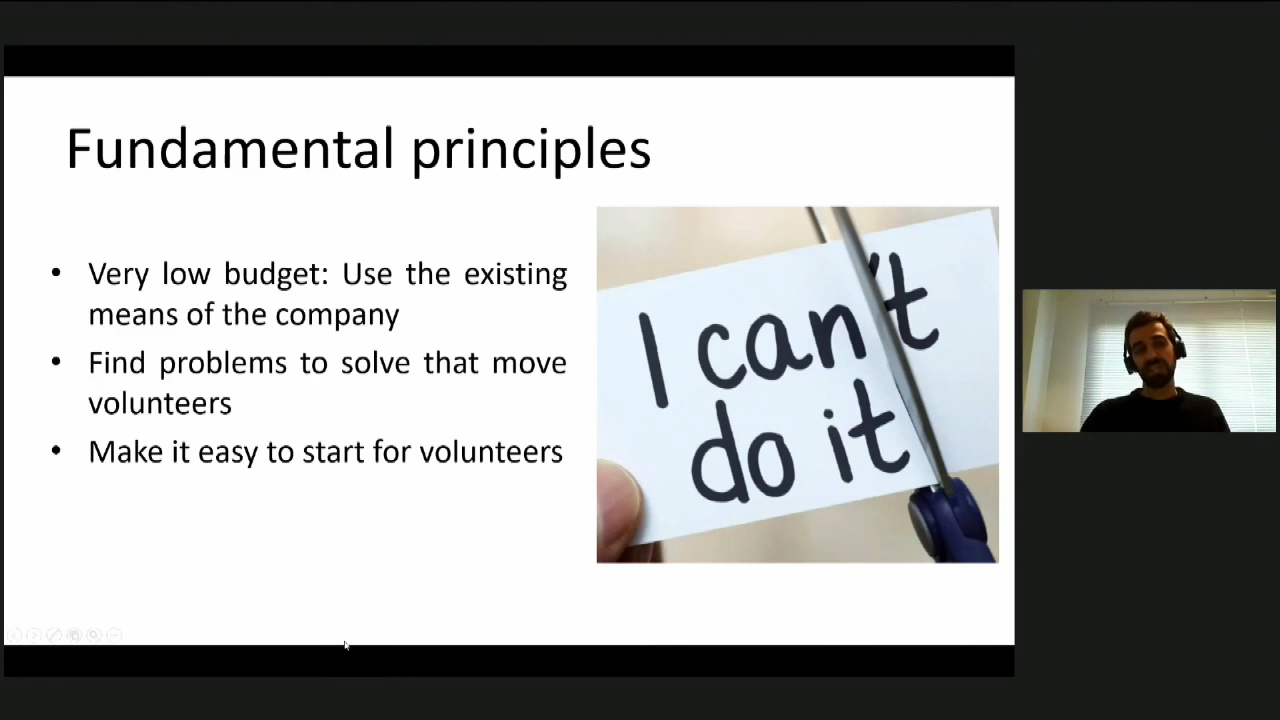 Fundamental principles
• Very low budget: Use the existing
means of the company
• Find problems to solve that move
volunteers
• Make it easy to start for volunteers
I can't
do it